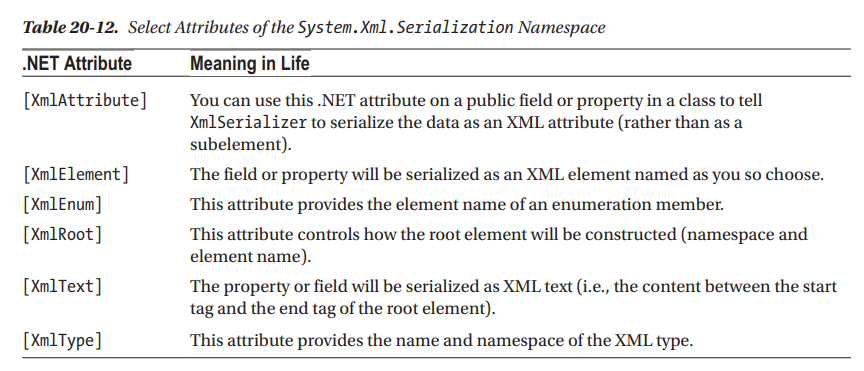 Table 20-12. Select Attributes of the System.Xml.Serialization Namespace
.NET Attribute Meaning in Life
[XmlAttribute] You can use this .NET attribute on a public field or property in a class to tell
XmlSerializer to serialize the data as an XML attribute (rather than as a
subelement).
[XmlElement] The field or property will be serialized as an XML element named as you so choose.
[XmlEnum] This attribute provides the element name of an enumeration member.
[XmlRoot] This attribute controls how the root element will be constructed (namespace and
element name).
[XmlText] The property or field will be serialized as XML text (i.e., the content between the start
tag and the end tag of the root element).
[XmlType] This attribute provides the name and namespace of the XML type.